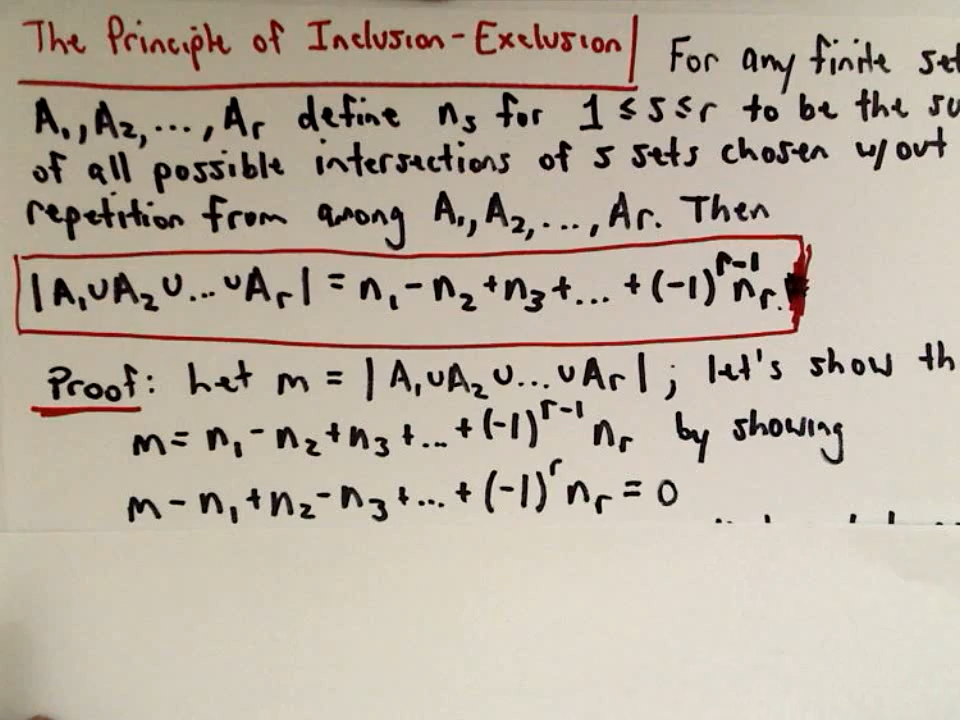 The Principle of Inclusion-Exclusion For any finite
A₁, A₂, ..., Aᵣ define nₛ for 1 ≤ s ≤ r to be the
of all possible intersections of s sets chosen w/out
repetition from among A₁, A₂, ..., Aᵣ. Then
|A₁∪A₂∪...∪Aᵣ| = n₁ - n₂ + n₃ + ... + (-1)ʳ⁻¹nᵣ.
Proof: Let m = |A₁∪A₂∪...∪Aᵣ| ; let's show
m = n₁ - n₂ + n₃ + ... + (-1)ʳ⁻¹ nᵣ by showing
m - n₁ + n₂ - n₃ + ... + (-1)ʳ nᵣ = 0